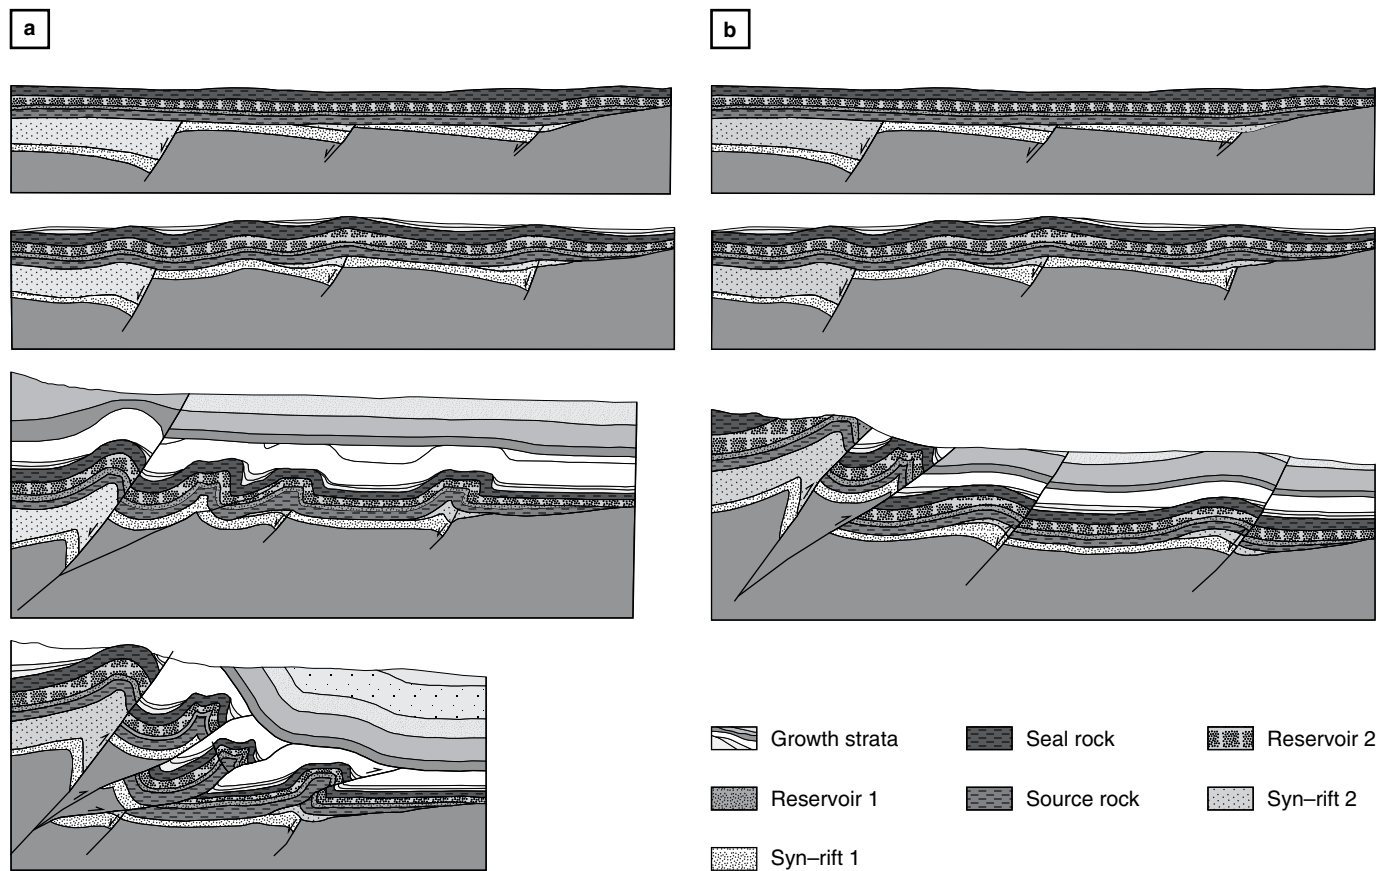 a
b
Growth strata
Seal rock
Reservoir 2
Reservoir 1
Source rock
Syn–rift 2
Syn–rift 1